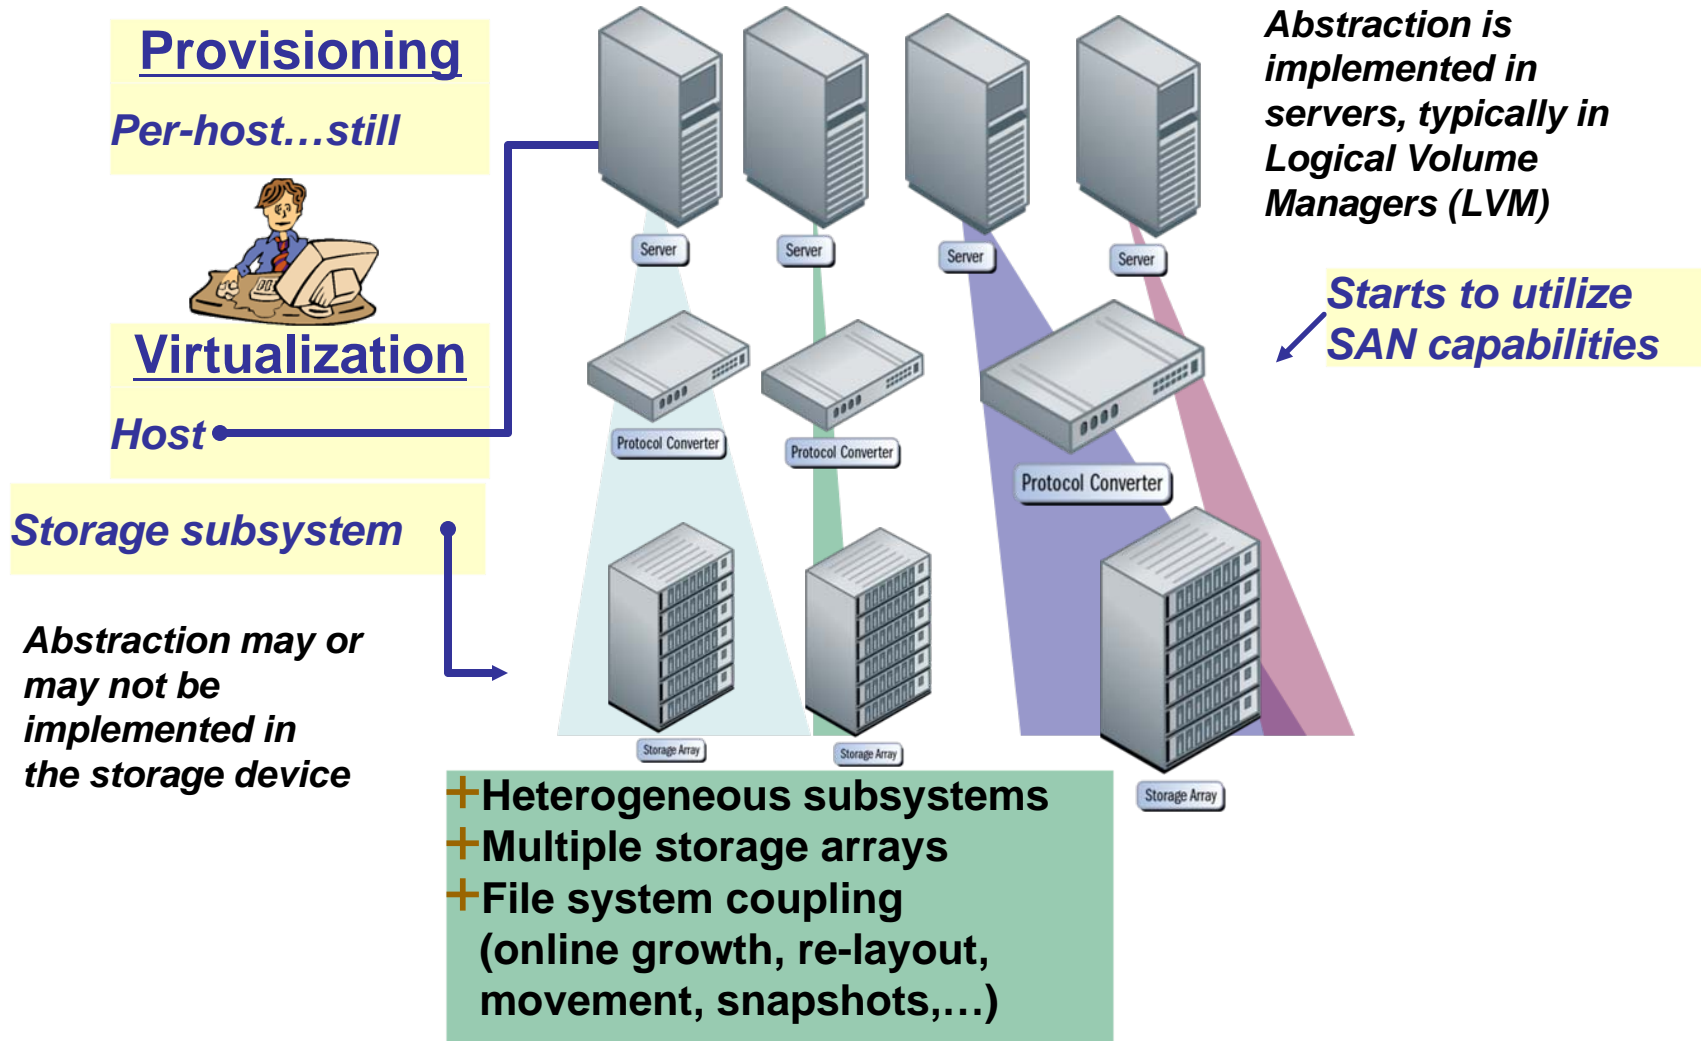 Provisioning
Per-host…still
Virtualization
Host
Storage subsystem
Abstraction may or
may not be
implemented in
the storage device
Server
Server
Server
Server
Protocol Converter
Protocol Converter
Protocol Converter
Storage Array
Storage Array
Storage Array
Abstraction is
implemented in
servers, typically in
Logical Volume
Managers (LVM)
Starts to utilize
SAN capabilities
+Heterogeneous subsystems
+Multiple storage arrays
+File system coupling
(online growth, re-layout,
movement, snapshots,…)